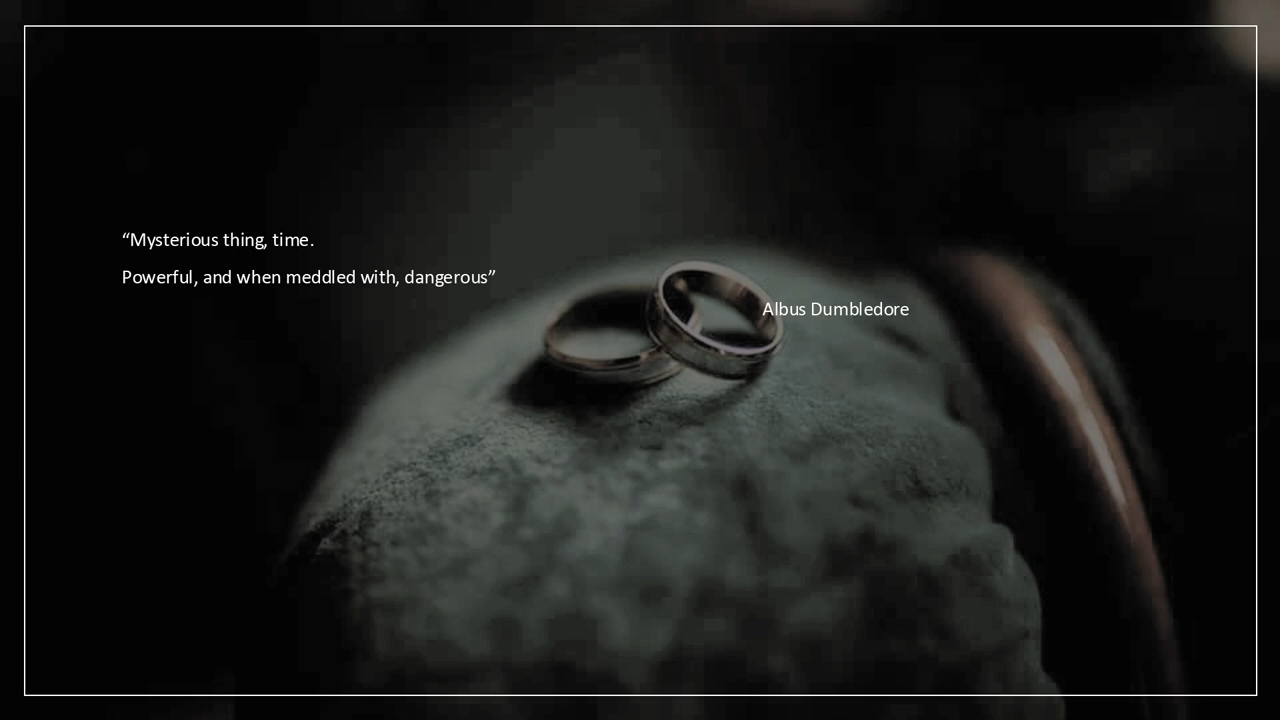 “Mysterious thing, time.
Powerful, and when meddled with, dangerous”
Albus Dumbledore